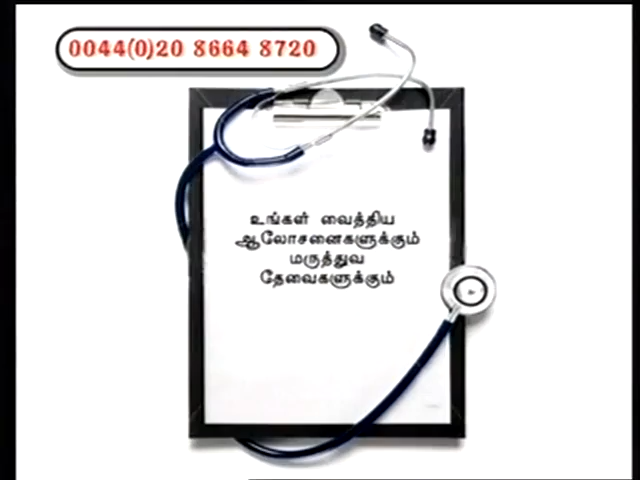 0044(0)20 8664 8720
உங்கள் வைத்திய
ஆலோசனைகளுக்கும்
மருத்துவ
தேவைகளுக்கும்